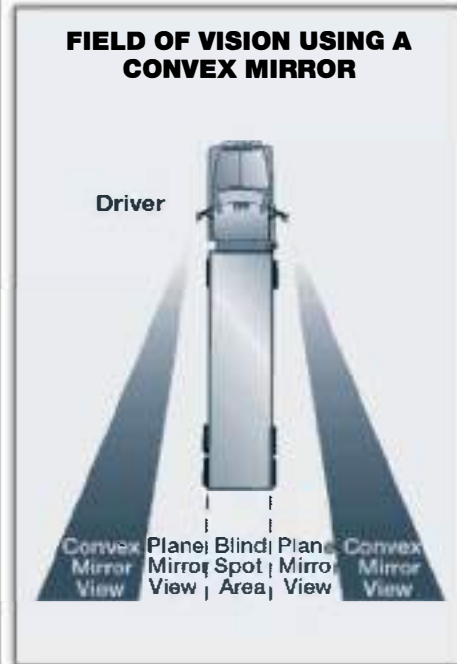 FIELD OF VISION USING A
CONVEX MIRROR
Driver
Convex Plane Blind Plane Convex
Mirror Mirror Spot Mirror Mirror
View View Area View View